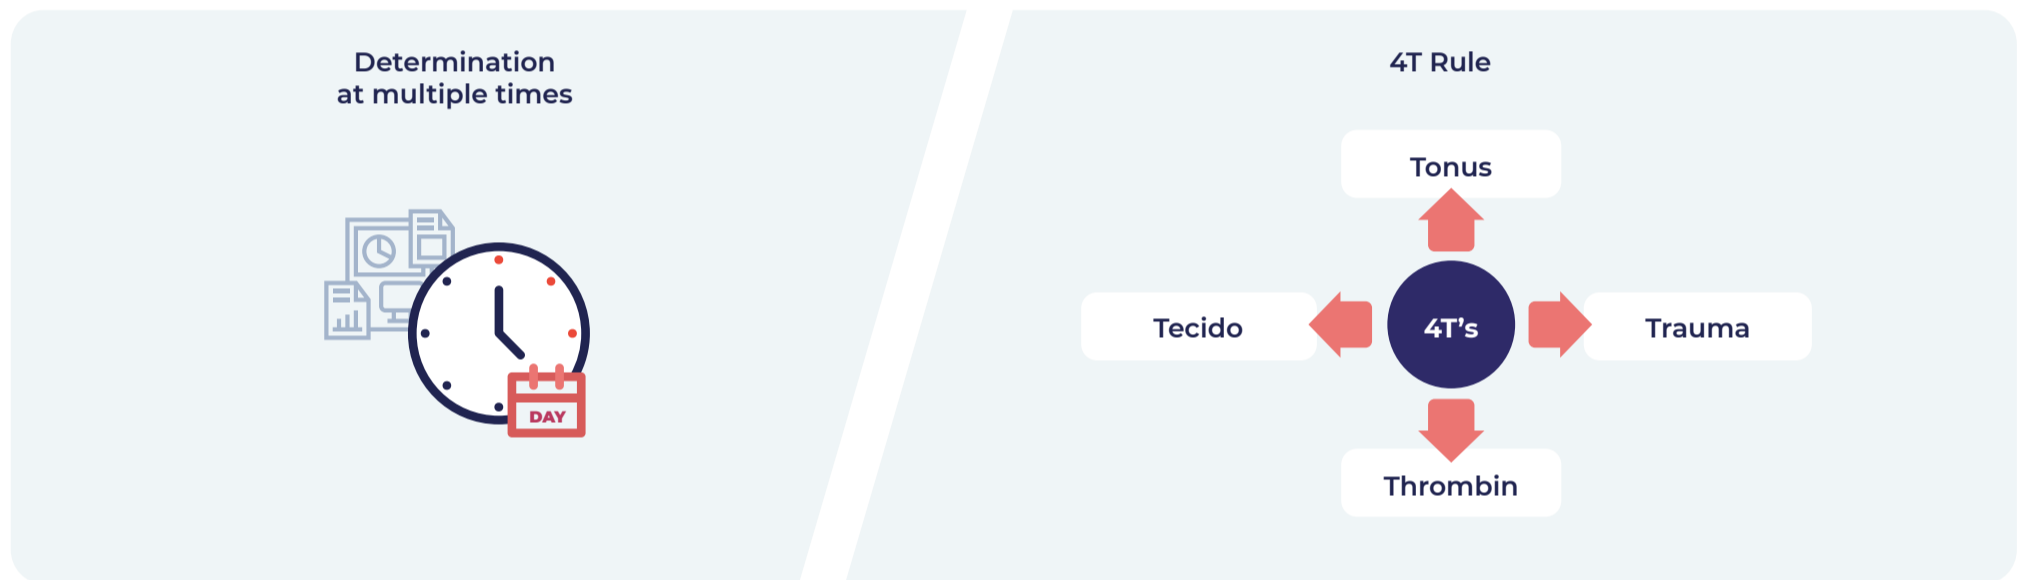 Determination
at multiple times
DAY
4T Rule
Tonus
Tecido
4T’s
Trauma
Thrombin